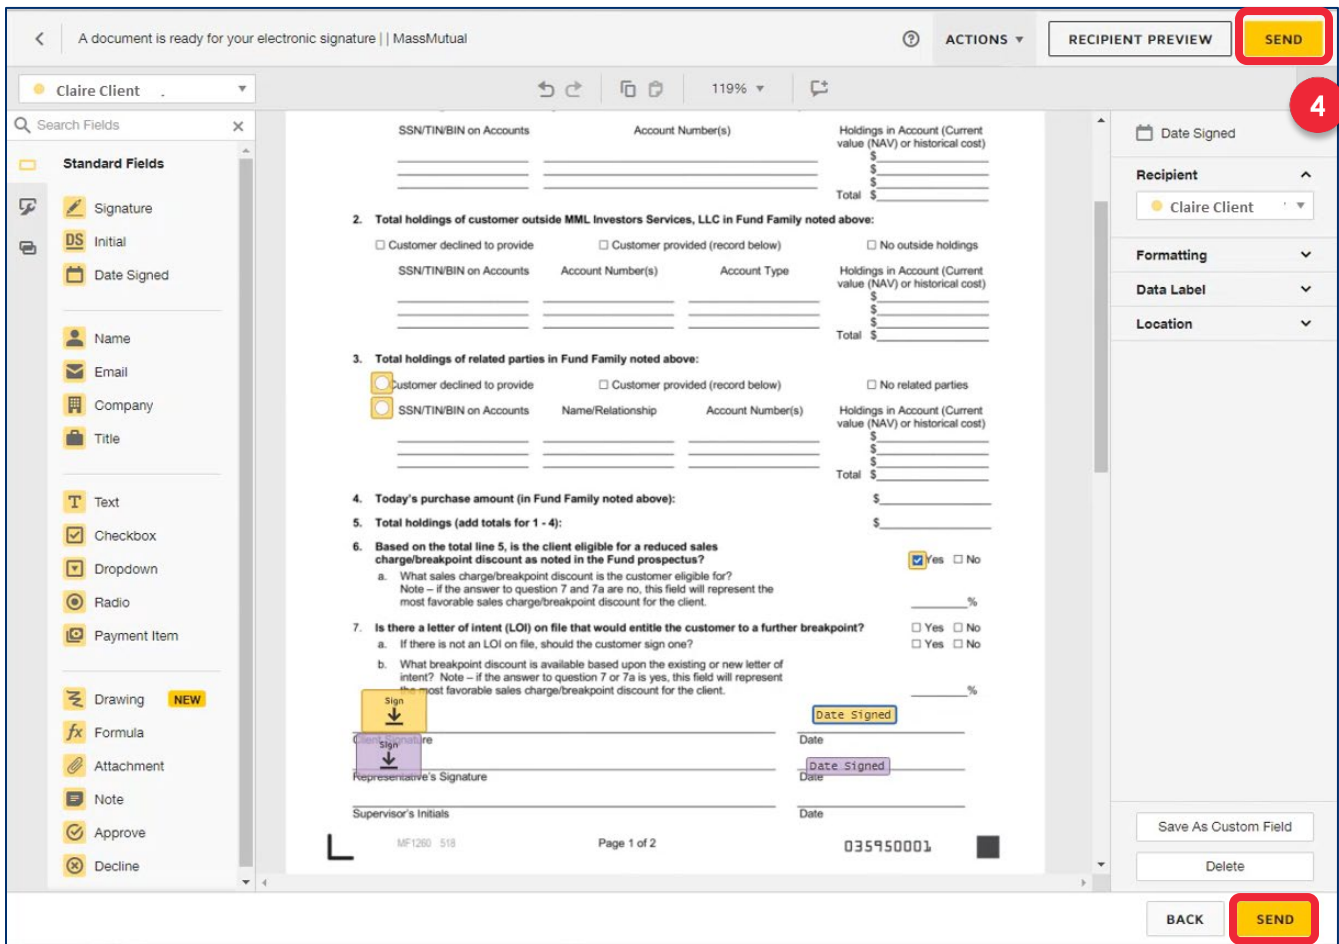 A document is ready for your electronic signature | | MassMutual
ACTIONS
RECIPIENT PREVIEW
SEND
4
Claire Client
119%
Search Fields
Standard Fields
Signature
DS Initial
Date Signed
Name
Email
Company
Title
T Text
Checkbox
Dropdown
Radio
Payment Item
Drawing NEW
fx Formula
Attachment
Note
Approve
Decline
SSN/TIN/BIN on Accounts Account Number(s) Holdings in Account (Current
value (NAV) or historical cost)
$
$
$
Total $
2. Total holdings of customer outside MML Investors Services, LLC in Fund Family noted above:
Customer declined to provide Customer provided (record below) No outside holdings
SSN/TIN/BIN on Accounts Account Number(s) Account Type Holdings in Account (Current
value (NAV) or historical cost)
$
$
$
Total $
3. Total holdings of related parties in Fund Family noted above:
Customer declined to provide Customer provided (record below) No related parties
SSN/TIN/BIN on Accounts Name/Relationship Account Number(s) Holdings in Account (Current
value (NAV) or historical cost)
$
$
$
Total $
4. Today's purchase amount (in Fund Family noted above): $
5. Total holdings (add totals for 1 - 4): $
6. Based on the total line 5, is the client eligible for a reduced sales
charge/breakpoint discount as noted in the Fund prospectus? Yes No
a. What sales charge/breakpoint discount is the customer eligible for?
Note – if the answer to question 7 and 7a are no, this field will represent the
most favorable sales charge/breakpoint discount for the client. %
7. Is there a letter of intent (LOI) on file that would entitle the customer to a further breakpoint? Yes No
a. If there is not an LOI on file, should the customer sign one? Yes No
b. What breakpoint discount is available based upon the existing or new letter of
intent? Note – if the answer to question 7 or 7a is yes, this field will represent
the most favorable sales charge/breakpoint discount for the client. %
Sign
Date Signed
Client Signature Date
Sign
Date Signed
Representative's Signature Date
Supervisor's Initials Date
MF1260 518 Page 1 of 2 035950001
Date Signed
Recipient
Claire Client
Formatting
Data Label
Location
Save As Custom Field
Delete
BACK
SEND